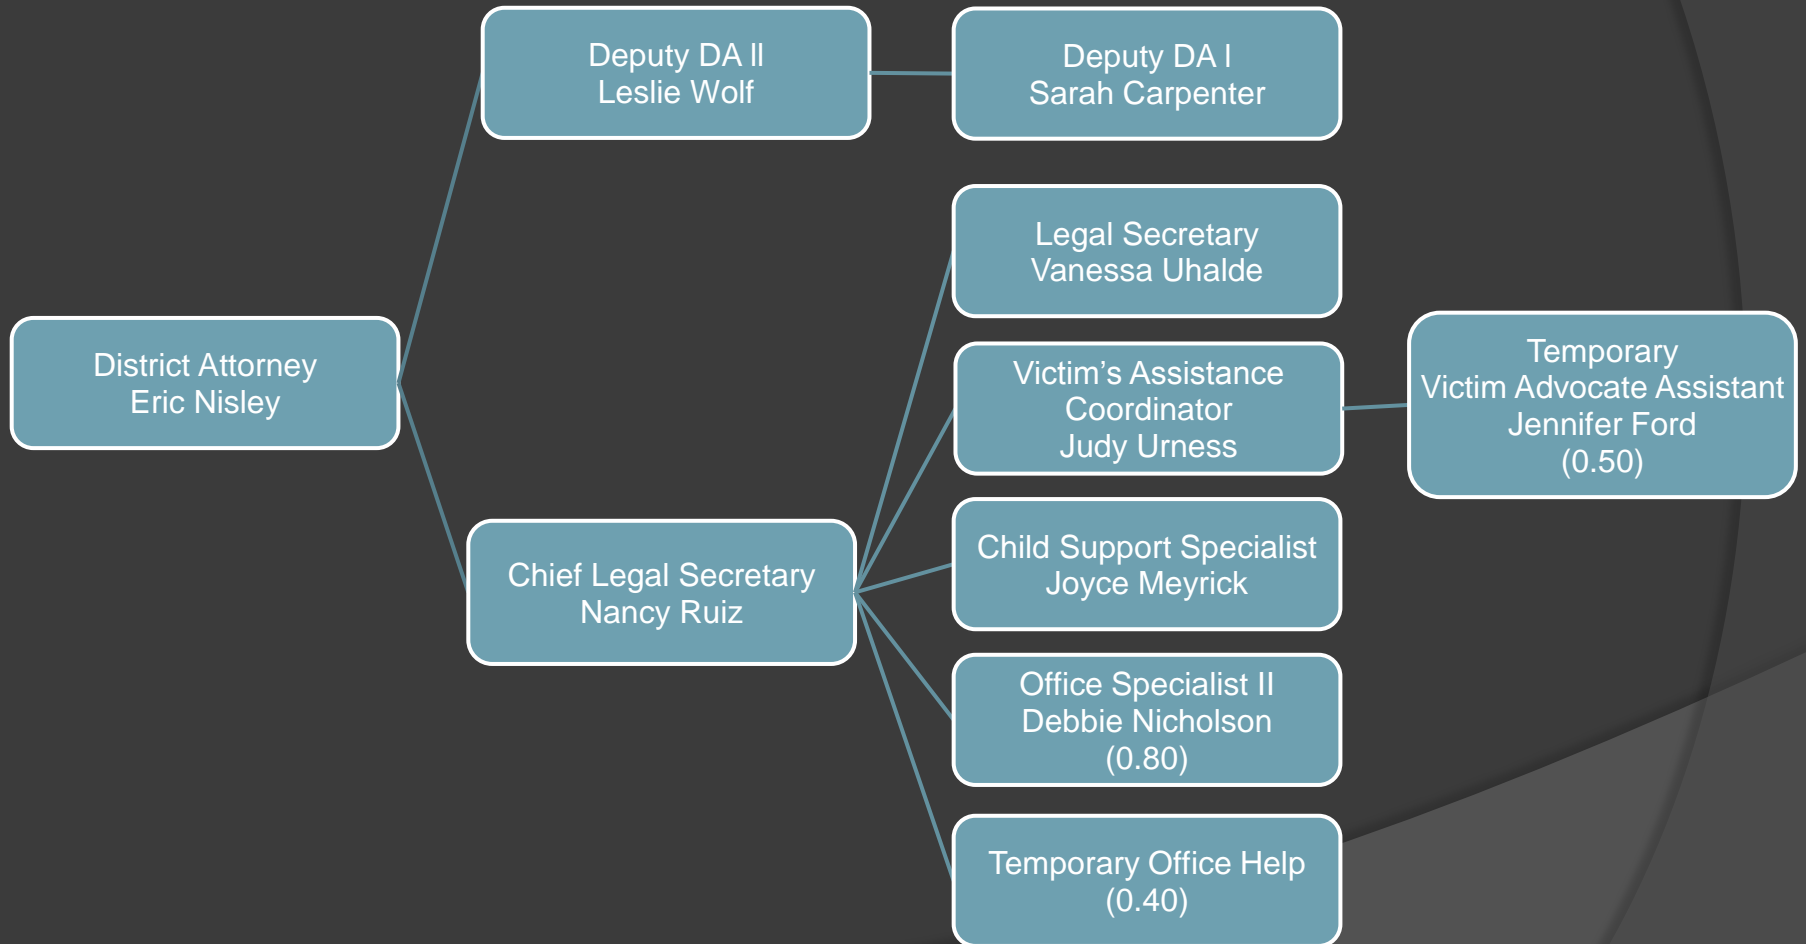 Deputy DA ll
Leslie Wolf
Deputy DA I
Sarah Carpenter
Legal Secretary
Vanessa Uhalde
District Attorney
Eric Nisley
Victim’s Assistance
Coordinator
Judy Urness
Temporary
Victim Advocate Assistant
Jennifer Ford
(0.50)
Chief Legal Secretary
Nancy Ruiz
Child Support Specialist
Joyce Meyrick
Office Specialist II
Debbie Nicholson
(0.80)
Temporary Office Help
(0.40)